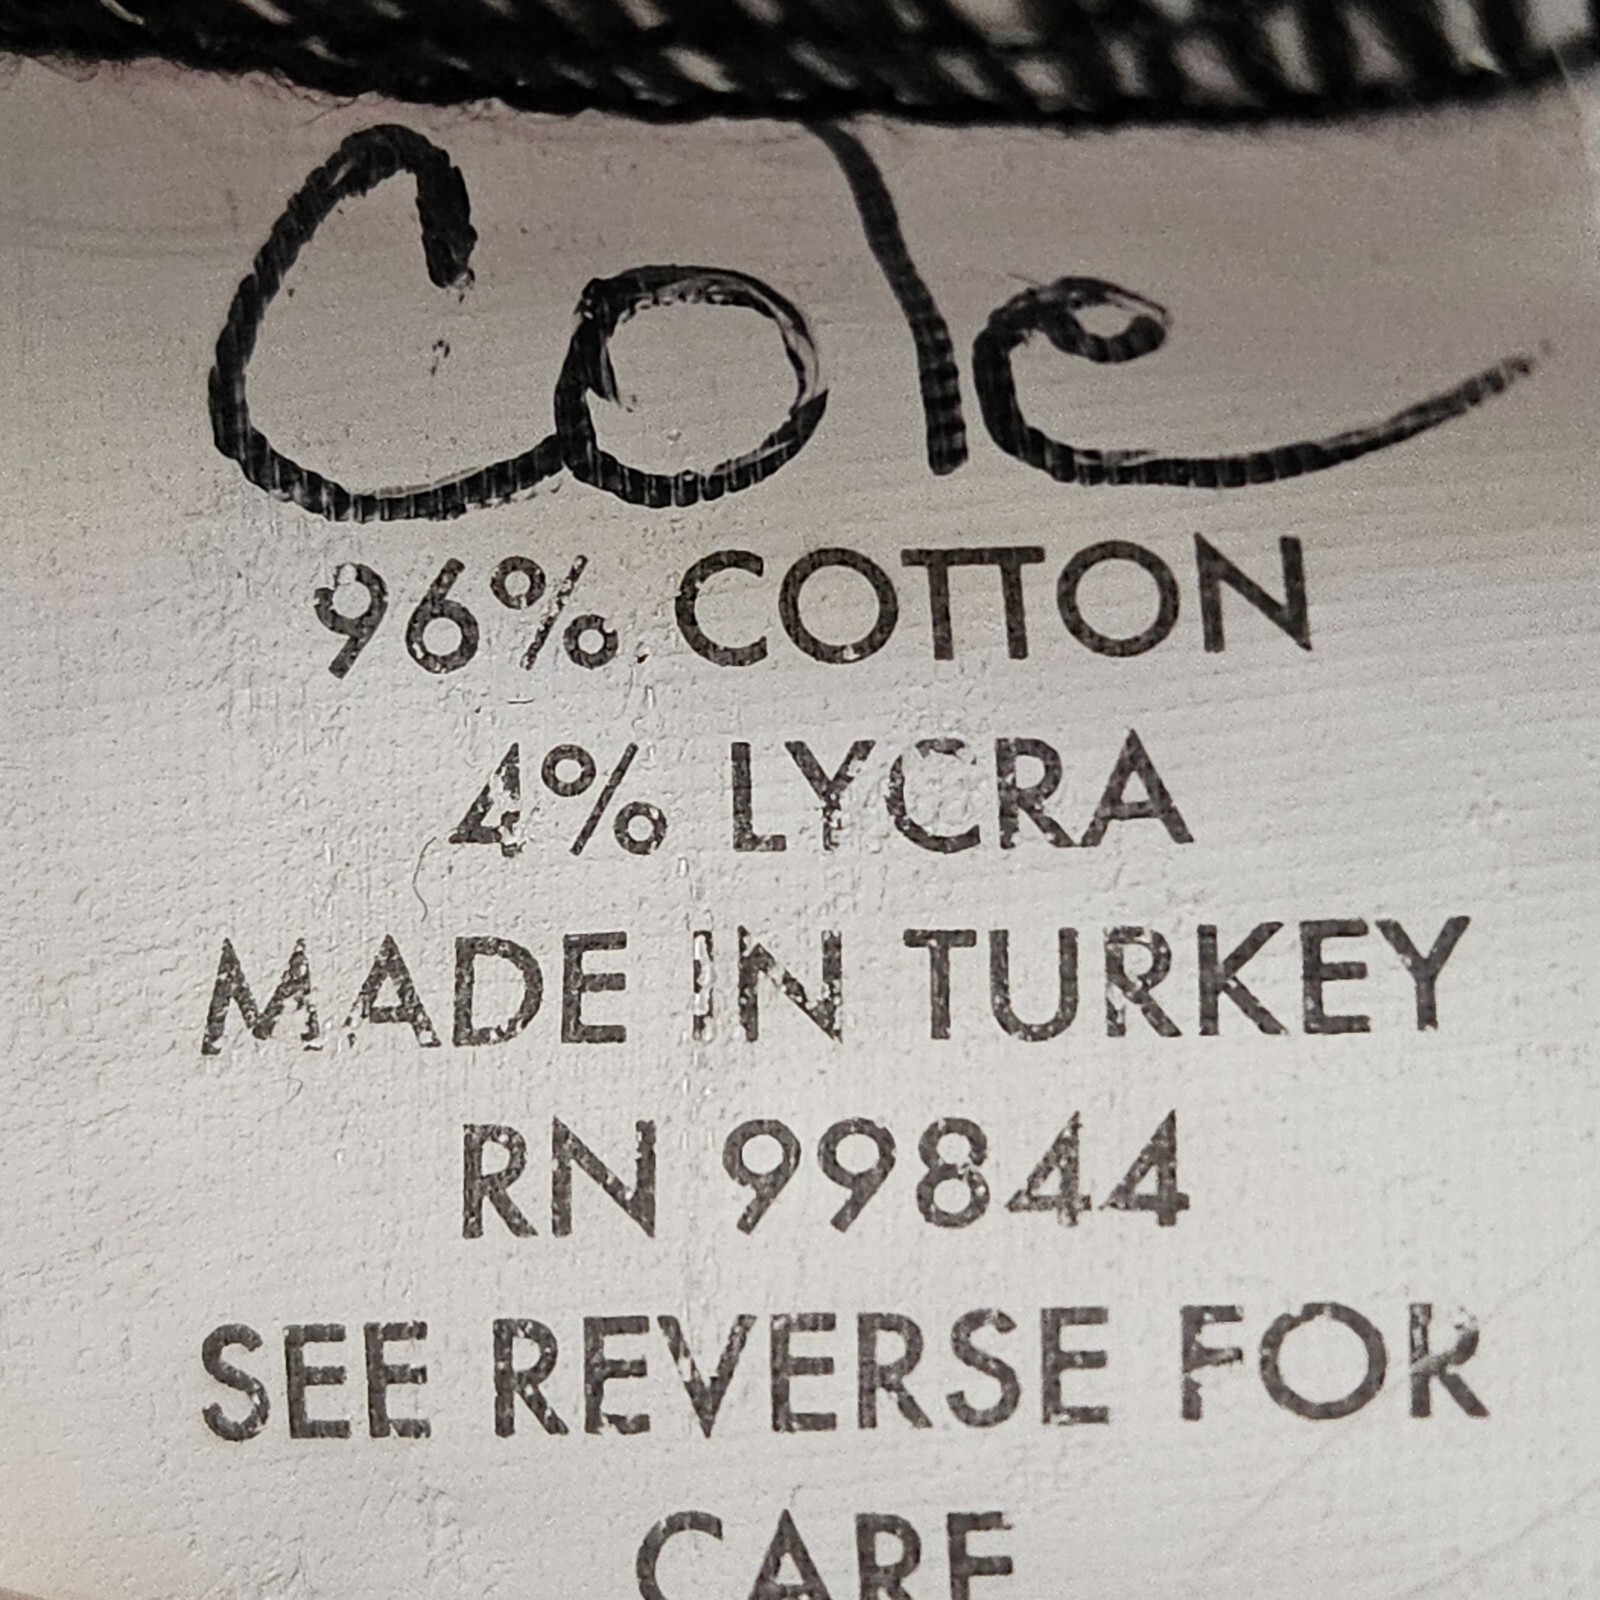 Cole
96% COTTON
4% LYCRA
MADE IN TURKEY
RN 99844
SEE REVERSE FOR
CARE